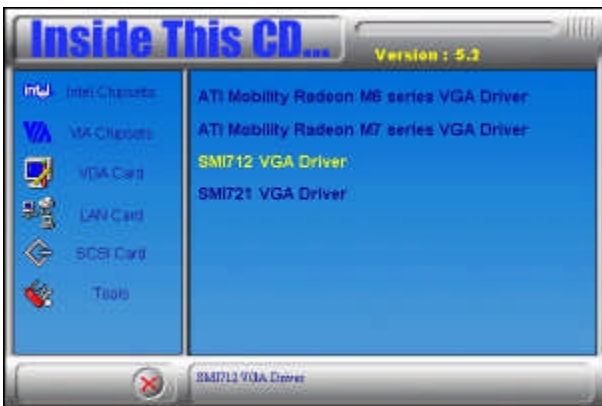 Inside This CD...
Version : 5.2
intel Intel Chipsets
VIA VIA Chipsets
VGA Card
LAN Card
SCSI Card
Tools
ATI Mobility Radeon M6 series VGA Driver
ATI Mobility Radeon M7 series VGA Driver
SMI712 VGA Driver
SMI721 VGA Driver
SMI712 VGA Driver